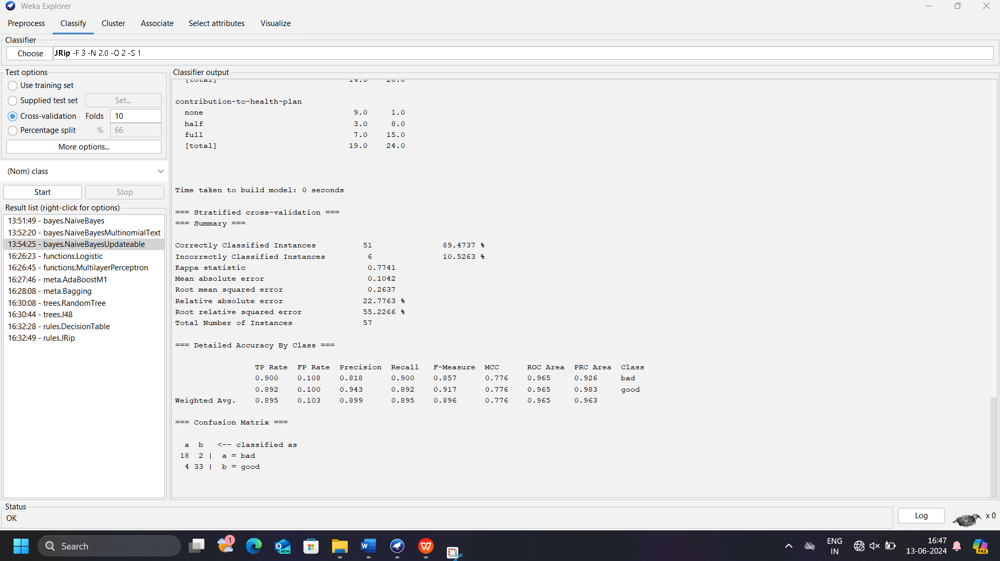 Weka Explorer
Preprocess Classify Cluster Associate Select attributes Visualize
Classifier
Choose JRip -F 3 -N 2.0 -O 2 -S 1
Test options
Use training set
Supplied test set Set...
Cross-validation Folds 10
Percentage split % 66
More options...
(Nom) class
Start Stop
Result list (right-click for options)
13:51:49 - bayes.NaiveBayes
13:52:20 - bayes.NaiveBayesMultinomialText
13:54:25 - bayes.NaiveBayesUpdateable
16:26:23 - functions.Logistic
16:26:45 - functions.MultilayerPerceptron
16:27:46 - meta.AdaBoostM1
16:28:08 - meta.Bagging
16:30:08 - trees.RandomTree
16:30:44 - trees.J48
16:32:28 - rules.DecisionTable
16:32:49 - rules.JRip
Classifier output
[total] 14.0 20.0
contribution-to-health-plan
none 9.0 1.0
half 3.0 8.0
full 7.0 15.0
[total] 19.0 24.0
Time taken to build model: 0 seconds
=== Stratified cross-validation ===
=== Summary ===
Correctly Classified Instances 51 89.4737 %
Incorrectly Classified Instances 6 10.5263 %
Kappa statistic 0.7741
Mean absolute error 0.1042
Root mean squared error 0.2637
Relative absolute error 22.7763 %
Root relative squared error 55.2266 %
Total Number of Instances 57
=== Detailed Accuracy By Class ===
TP Rate FP Rate Precision Recall F-Measure MCC ROC Area PRC Area Class
0.900 0.108 0.818 0.900 0.857 0.776 0.965 0.926 bad
0.892 0.100 0.943 0.892 0.917 0.776 0.965 0.983 good
Weighted Avg. 0.895 0.103 0.899 0.895 0.896 0.776 0.965 0.963
=== Confusion Matrix ===
a b <-- classified as
18 2 | a = bad
4 33 | b = good
Status
OK
Log
x 0
Search
1
NEW
ENG
IN
16:47
13-06-2024
PRE